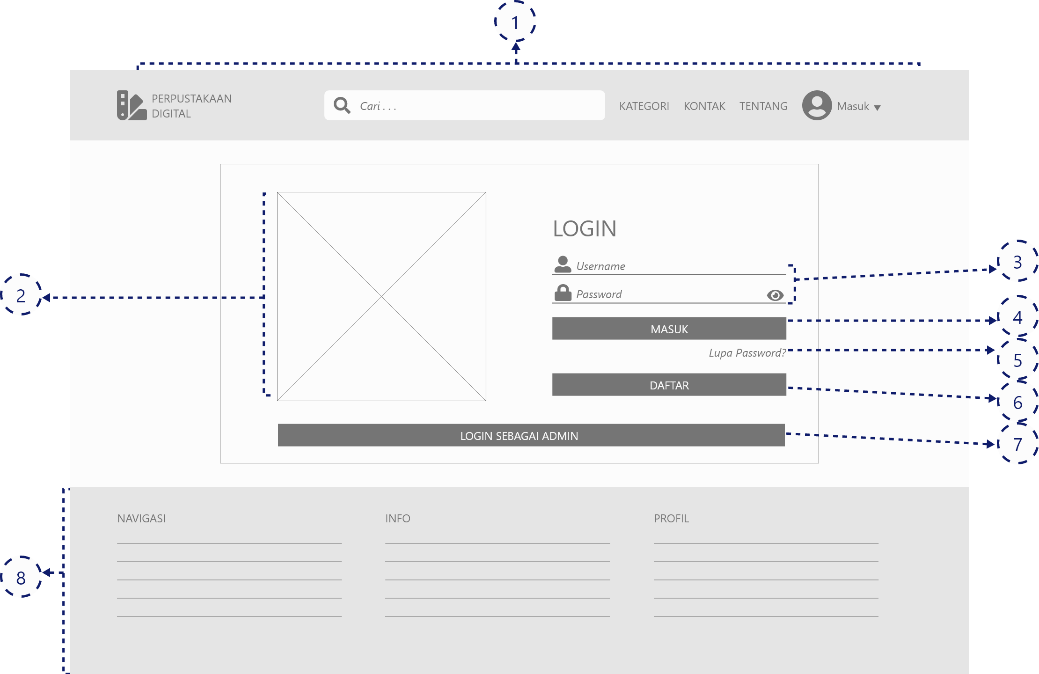 1
PERPUSTAKAAN
DIGITAL
Cari . . .
KATEGORI
KONTAK
TENTANG
Masuk
LOGIN
Username
Password
MASUK
Lupa Password?
DAFTAR
LOGIN SEBAGAI ADMIN
2
3
4
5
6
7
NAVIGASI
INFO
PROFIL
8